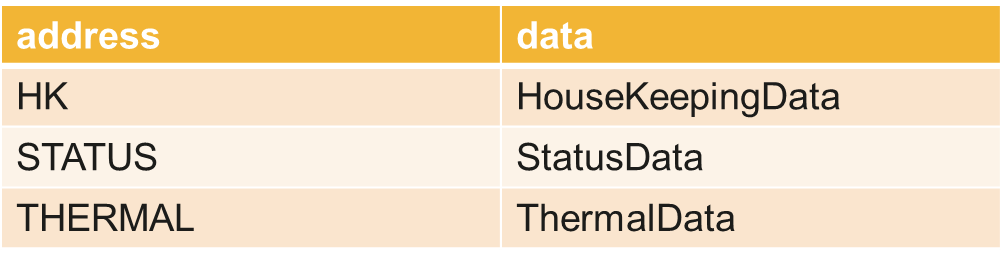 address data
HK HouseKeepingData
STATUS StatusData
THERMAL ThermalData